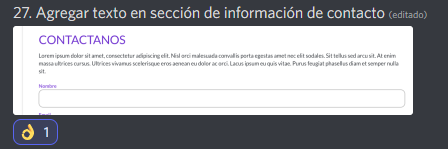 27. Agregar texto en sección de información de contacto (editado)
CONTACTANOS
Lorem ipsum dolor sit amet, consectetur adipiscing elit. Nisl orci malesuada convallis porta egestas amet nec elit sodales. Sit tellus sed arcu sit. At enim
massa ultrices cursus. Ultrices vivamus scelerisque eros aenean eu dolor ac orci. Lacus ipsum eu quis vitae. Purus feugiat phasellus diam et semper nulla
sit.
Nombre
1